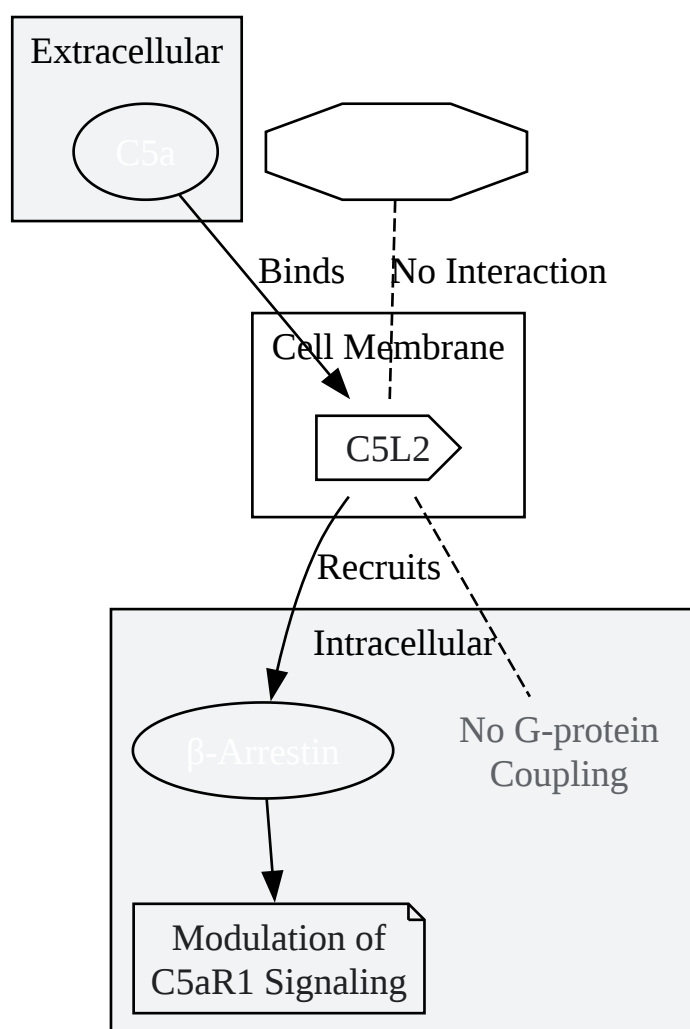 Extracellular
C5a
Binds
No Interaction
Cell Membrane
C5L2
Recruits
Intracellular
β-Arrestin
No G-protein
Coupling
Modulation of
C5aR1 Signaling